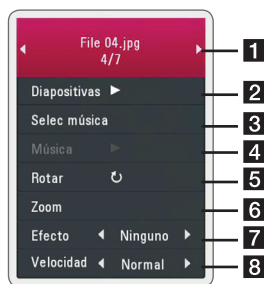 File 04.jpg
4/7
1
Diapositivas
2
Selec música
3
Música
4
Rotar
5
Zoom
6
Efecto Ninguno
7
Velocidad Normal
8